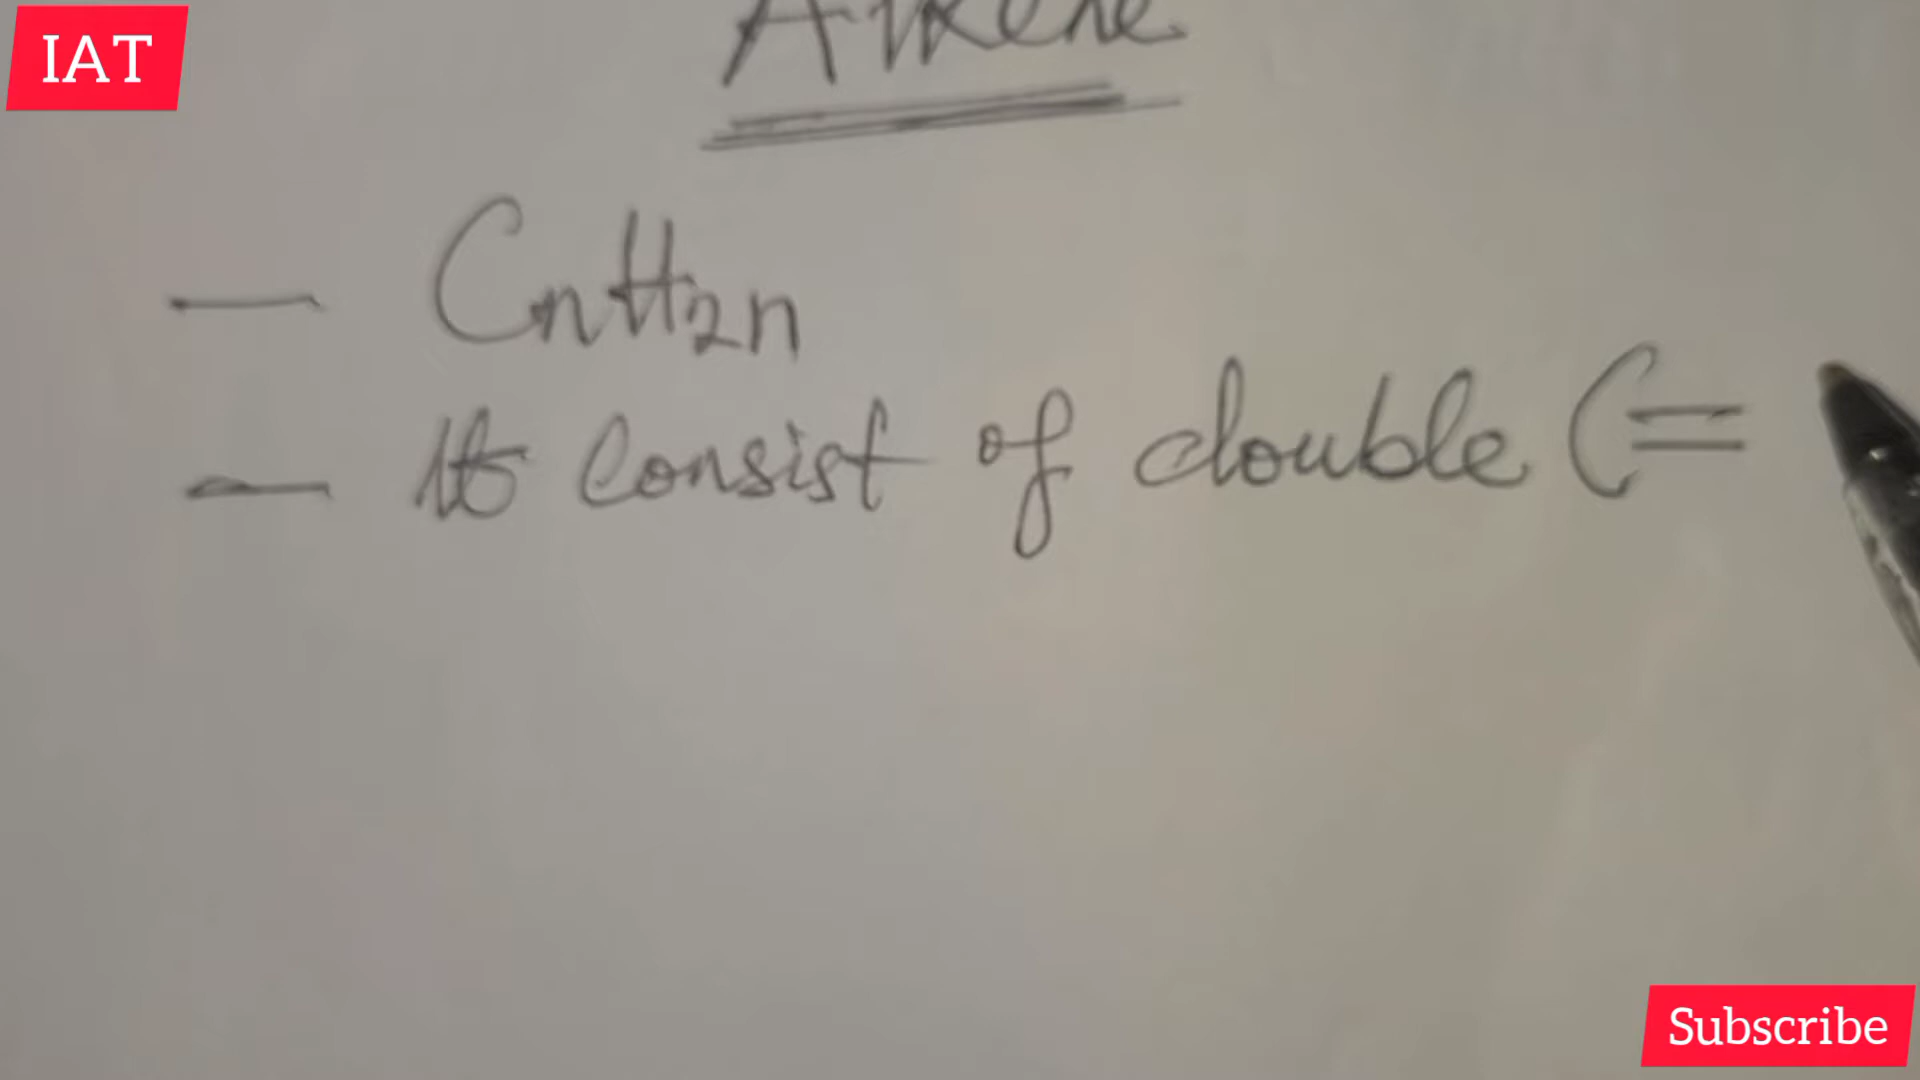 IAT
Alkene
— CnH2n
— It consist of double (=
Subscribe